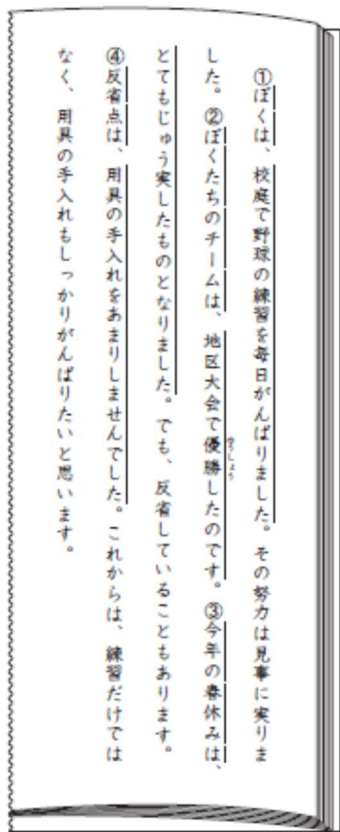 ①ぼくは、校庭で野球の練習を毎日がんばりました。その努力は見事に実りま
した。②ぼくたちのチームは、地区大会で優勝したのです。③今年の春休みは、
ゆうしょう
とてもじゅう実したものとなりました。でも、反省していることもあります。
④反省点は、用具の手入れをあまりしませんでした。これからは、練習だけでは
なく、用具の手入れもしっかりがんばりたいと思います。